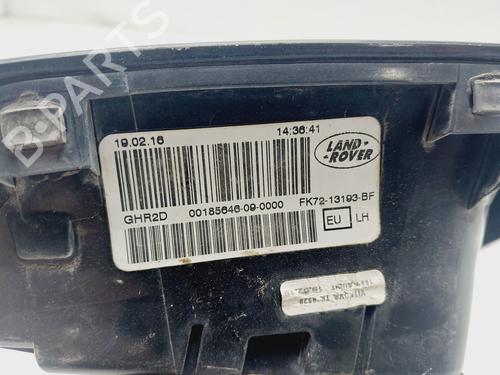 B-PARTS
19.02.16 14:36:41
LAND-
-ROVER
GHR2D 00185646-09-0000 FK72-13193-BF
EU LH